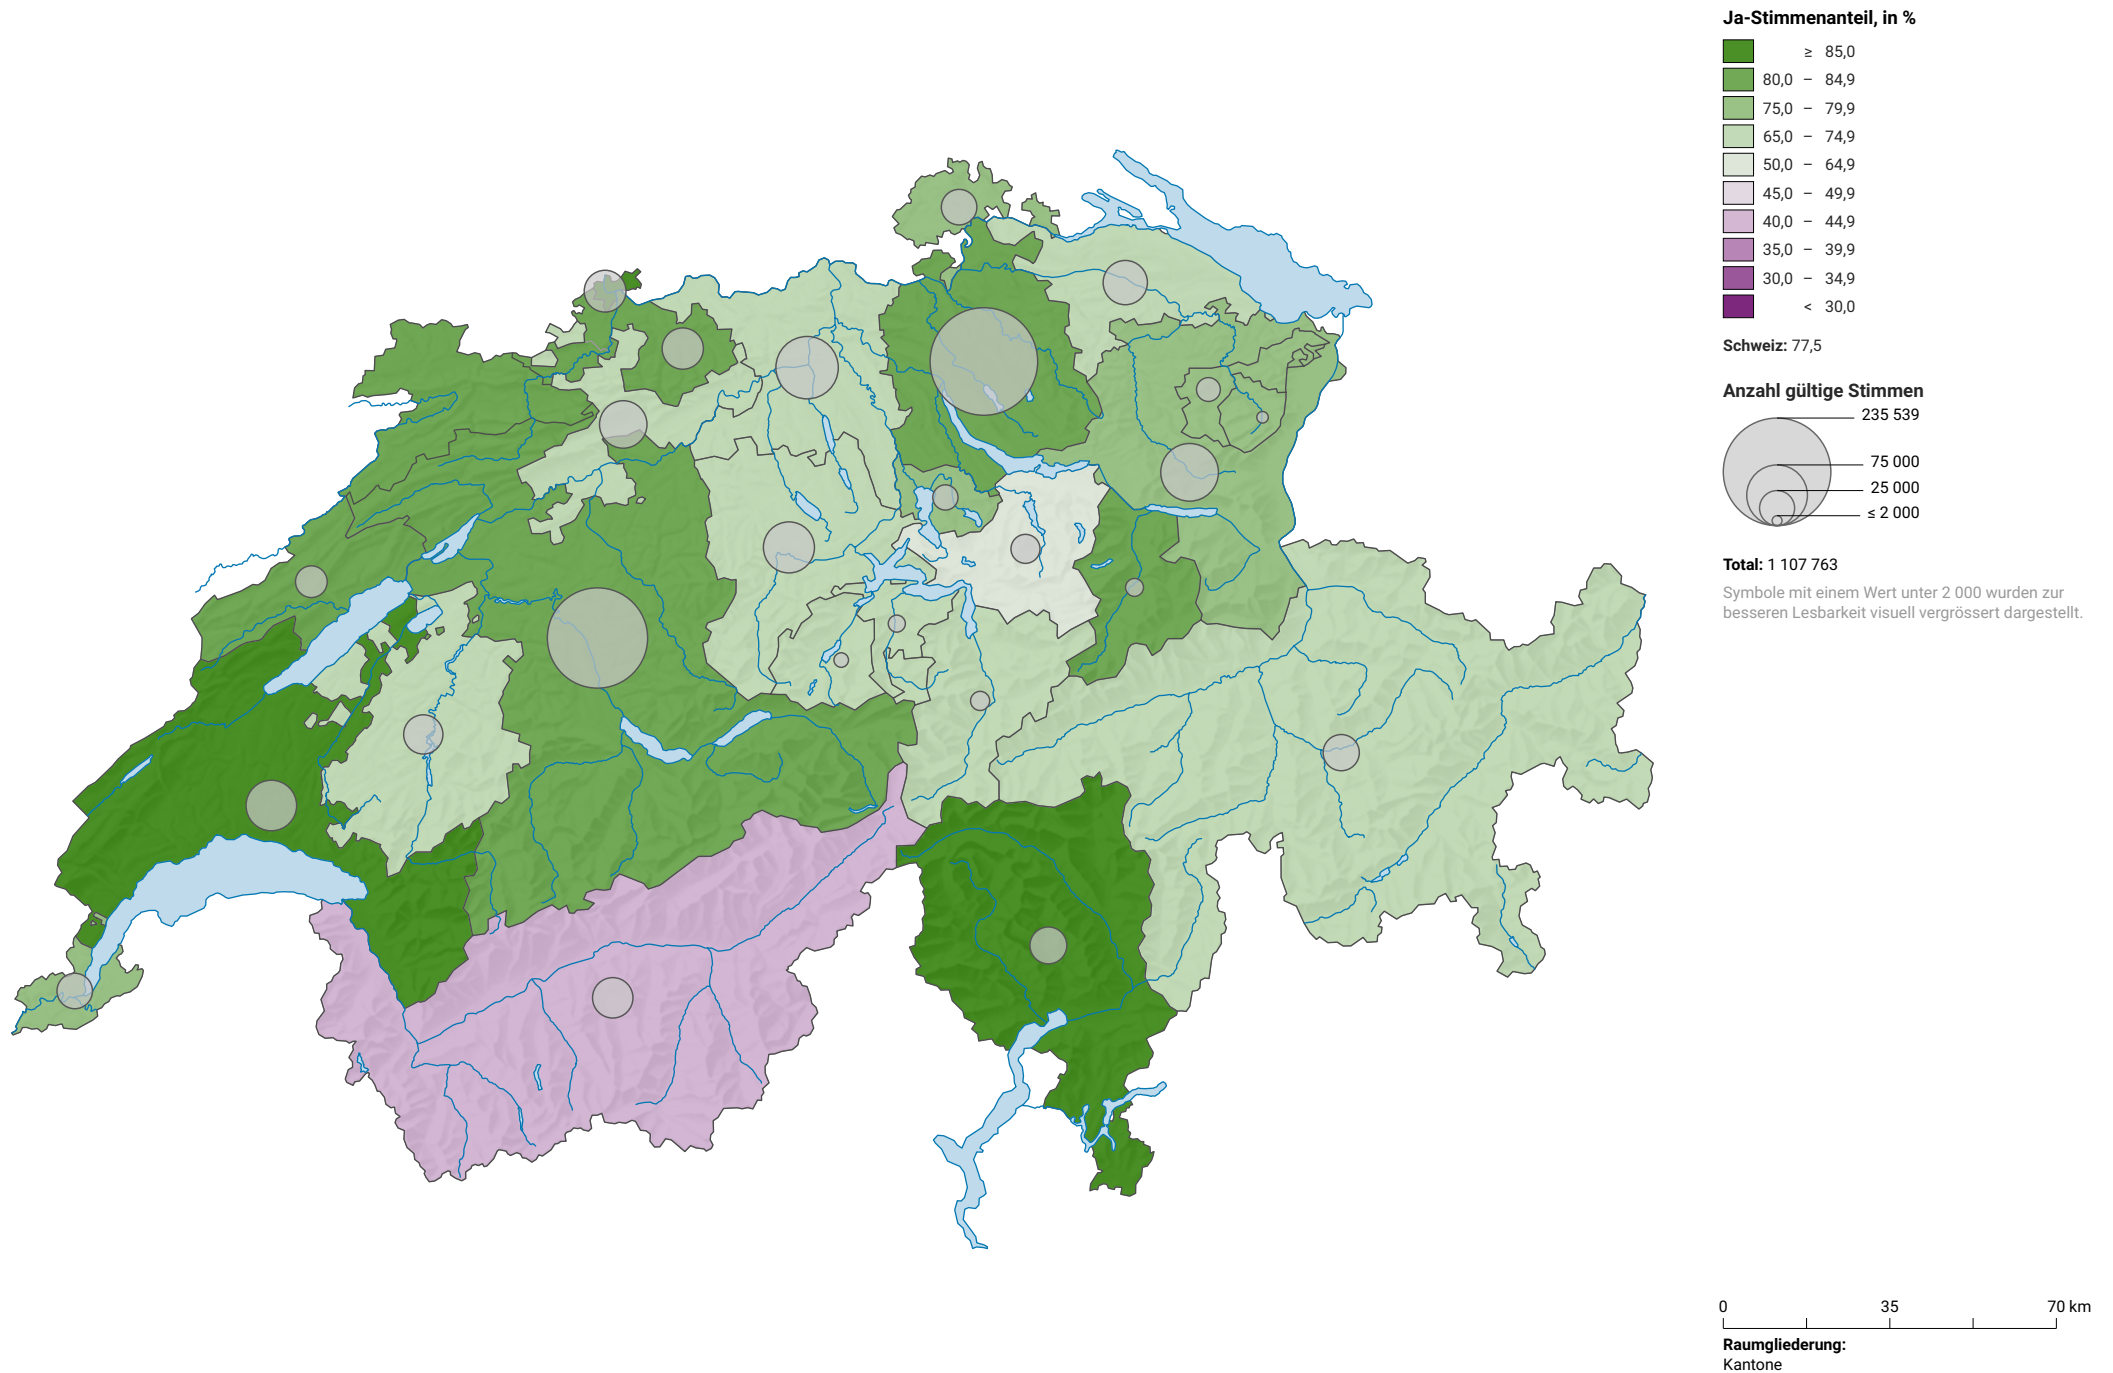 Ja-Stimmenanteil, in %
≥ 85,0
80,0 – 84,9
75,0 – 79,9
65,0 – 74,9
50,0 – 64,9
45,0 – 49,9
40,0 – 44,9
35,0 – 39,9
30,0 – 34,9
< 30,0
Schweiz: 77,5
Anzahl gültige Stimmen
235 539
75 000
25 000
≤ 2 000
Total: 1 107 763
Symbole mit einem Wert unter 2 000 wurden zur
besseren Lesbarkeit visuell vergrössert dargestellt.
0 35 70 km
Raumgliederung:
Kantone